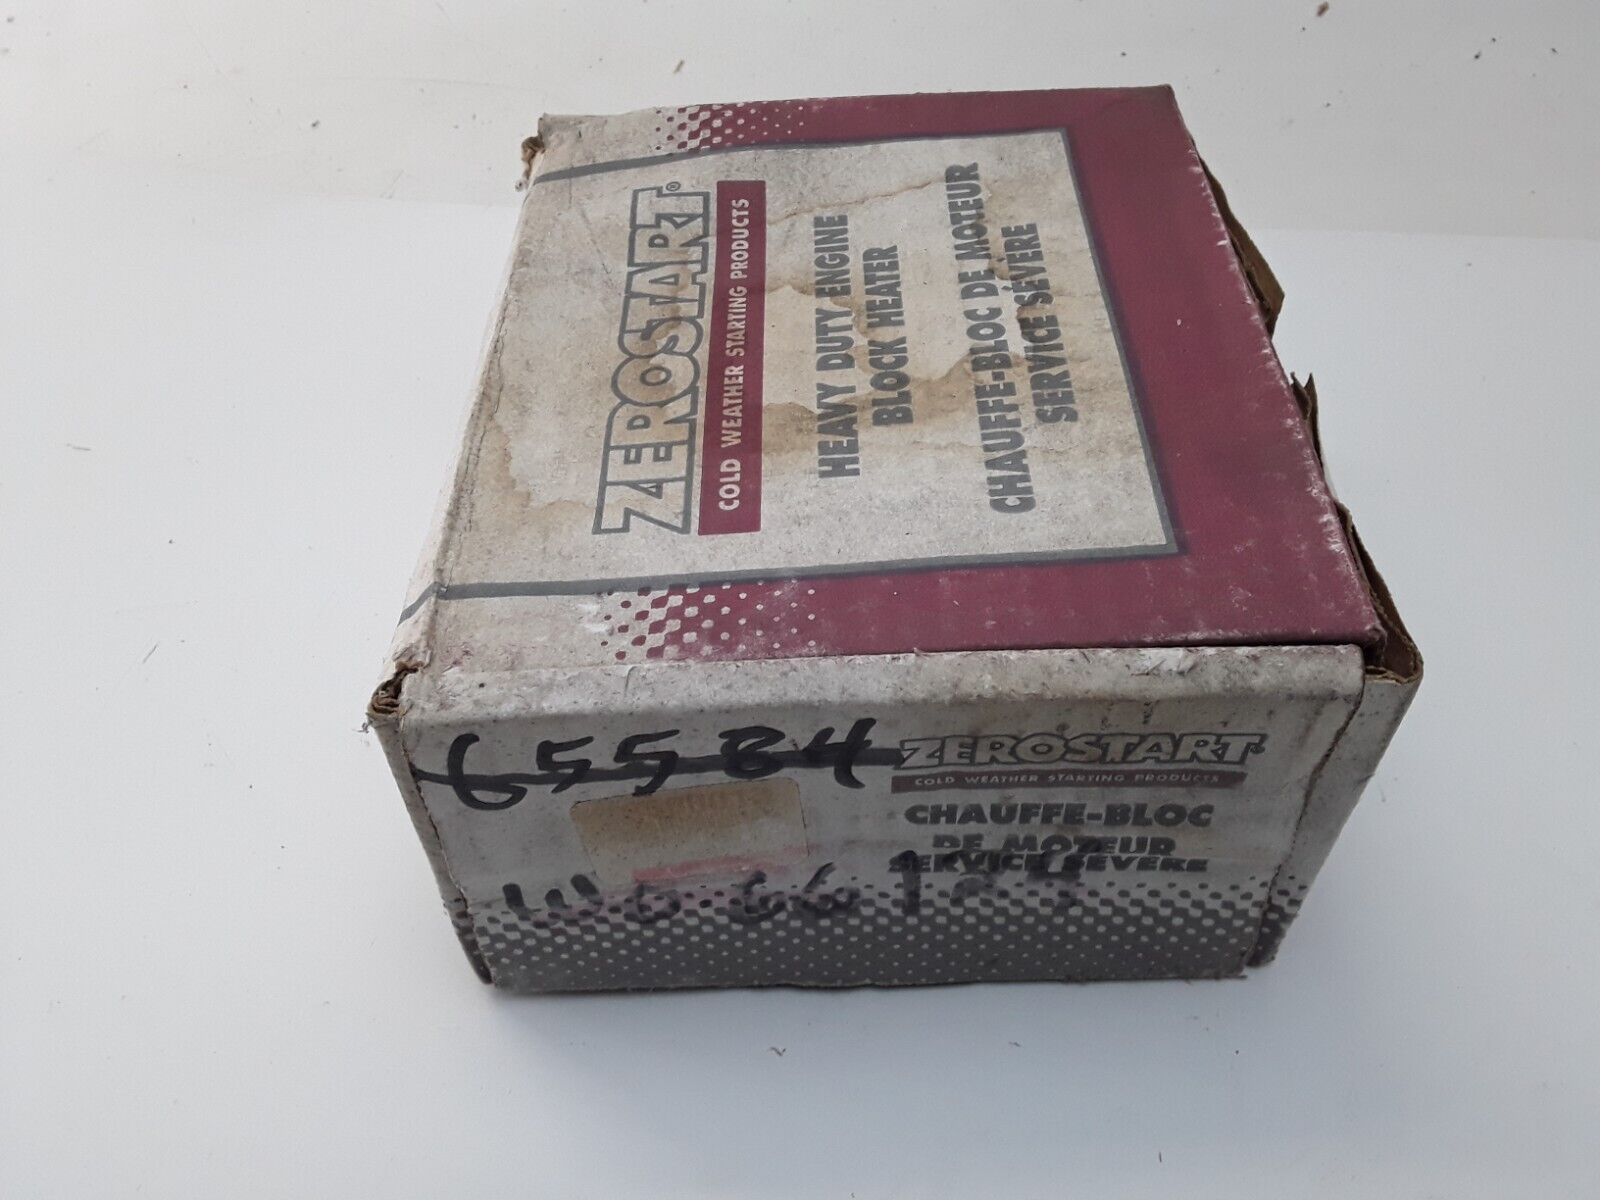 ZEROSTART®
COLD WEATHER STARTING PRODUCTS
HEAVY DUTY ENGINE
BLOCK HEATER
CHAUFFE-BLOC DE MOTEUR
SERVICE SÉVÈRE
65584
ZEROSTART®
COLD WEATHER STARTING PRODUCTS
CHAUFFE-BLOC
DE MOTEUR
SERVICE SÉVÈRE